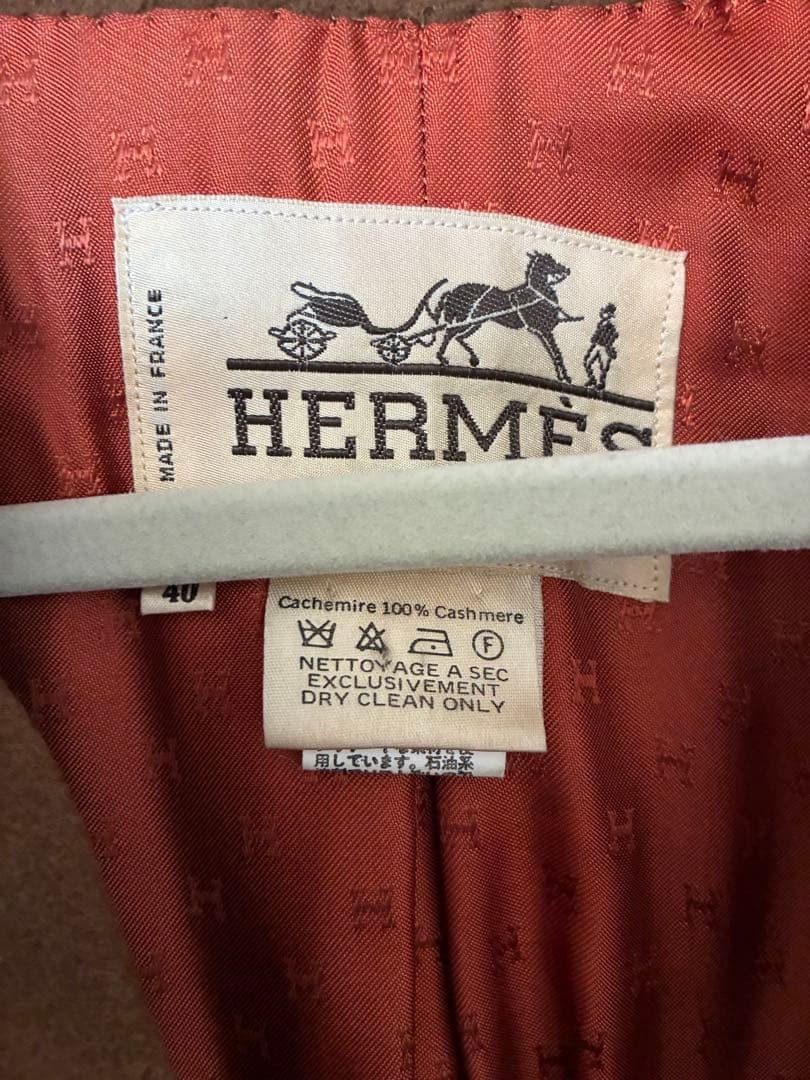 MADE IN FRANCE
HERMÈS
40
Cachemire 100% Cashmere
F
NETTOYAGE A SEC
EXCLUSIVEMENT
DRY CLEAN ONLY
用しています。石油系